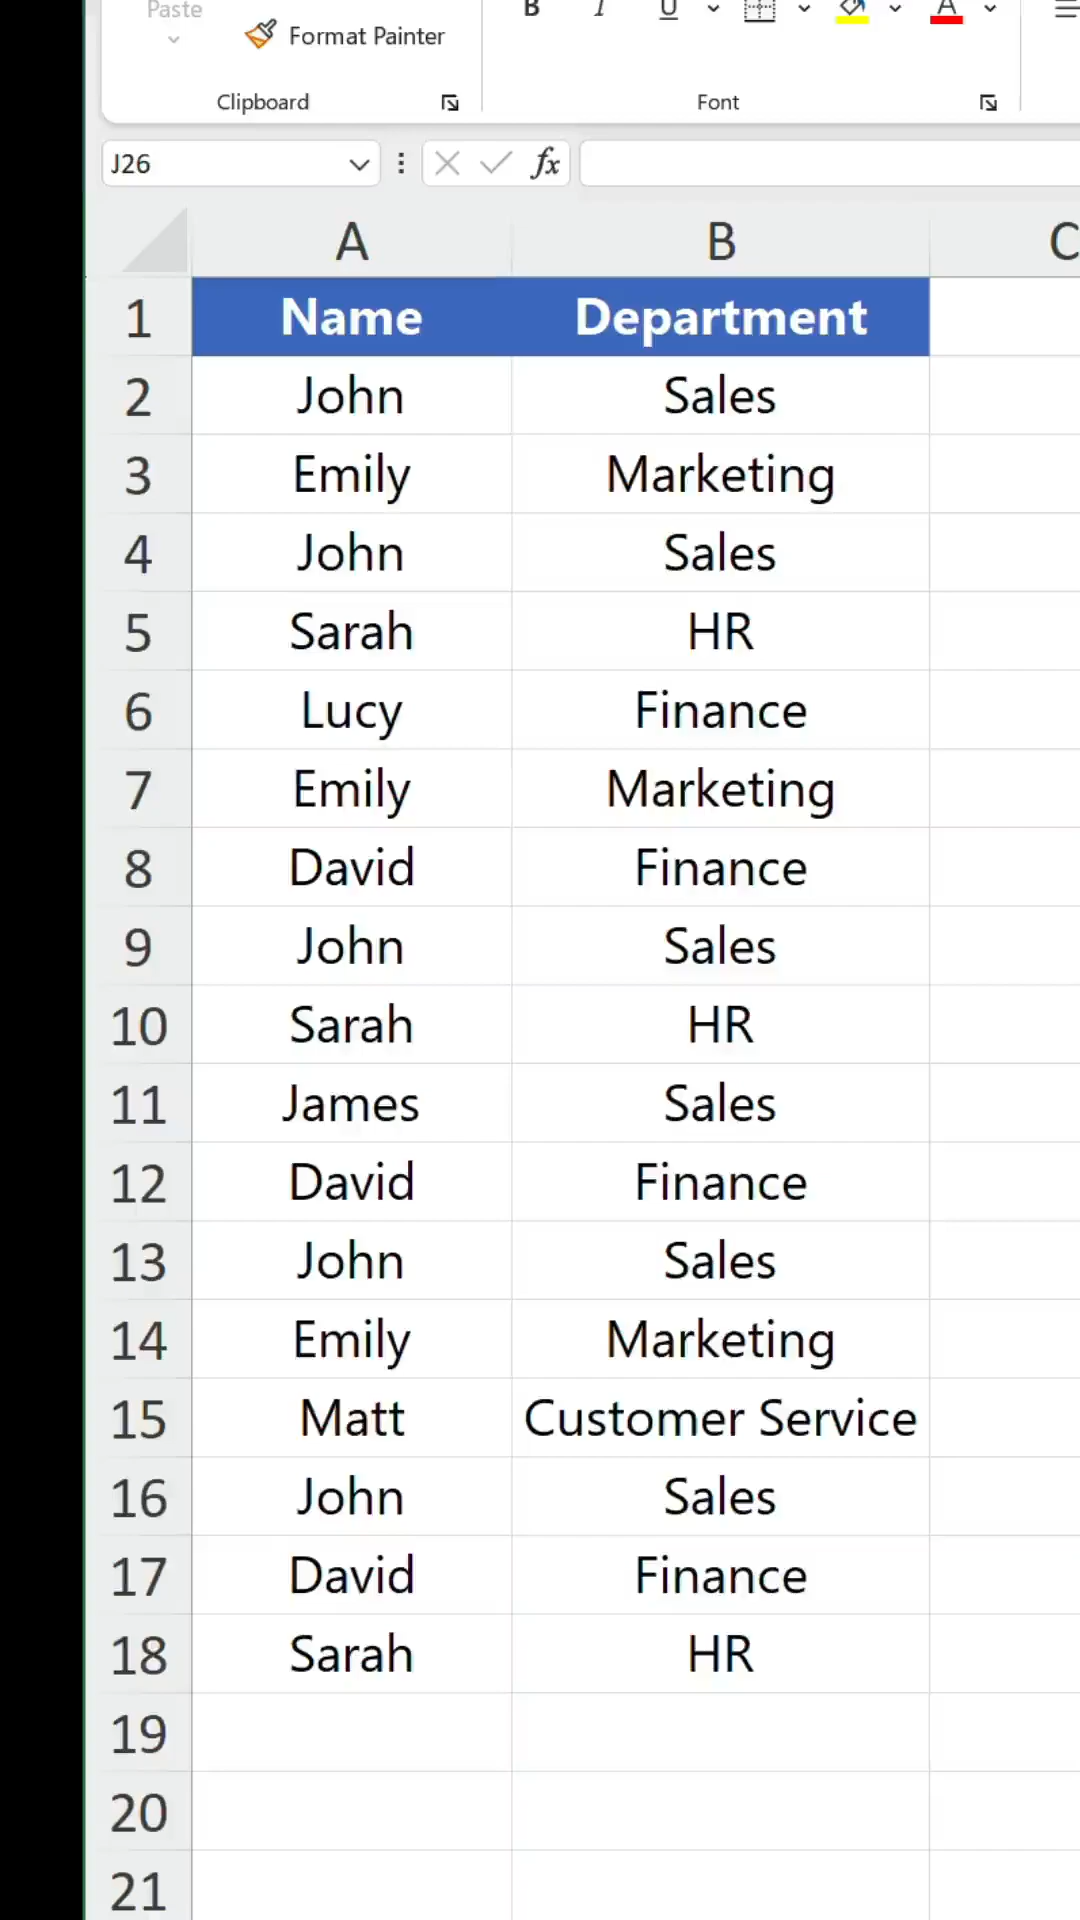 Paste B I U A
Format Painter
Clipboard Font
J26 fx
A B C
1 Name Department
2 John Sales
3 Emily Marketing
4 John Sales
5 Sarah HR
6 Lucy Finance
7 Emily Marketing
8 David Finance
9 John Sales
10 Sarah HR
11 James Sales
12 David Finance
13 John Sales
14 Emily Marketing
15 Matt Customer Service
16 John Sales
17 David Finance
18 Sarah HR
19
20
21